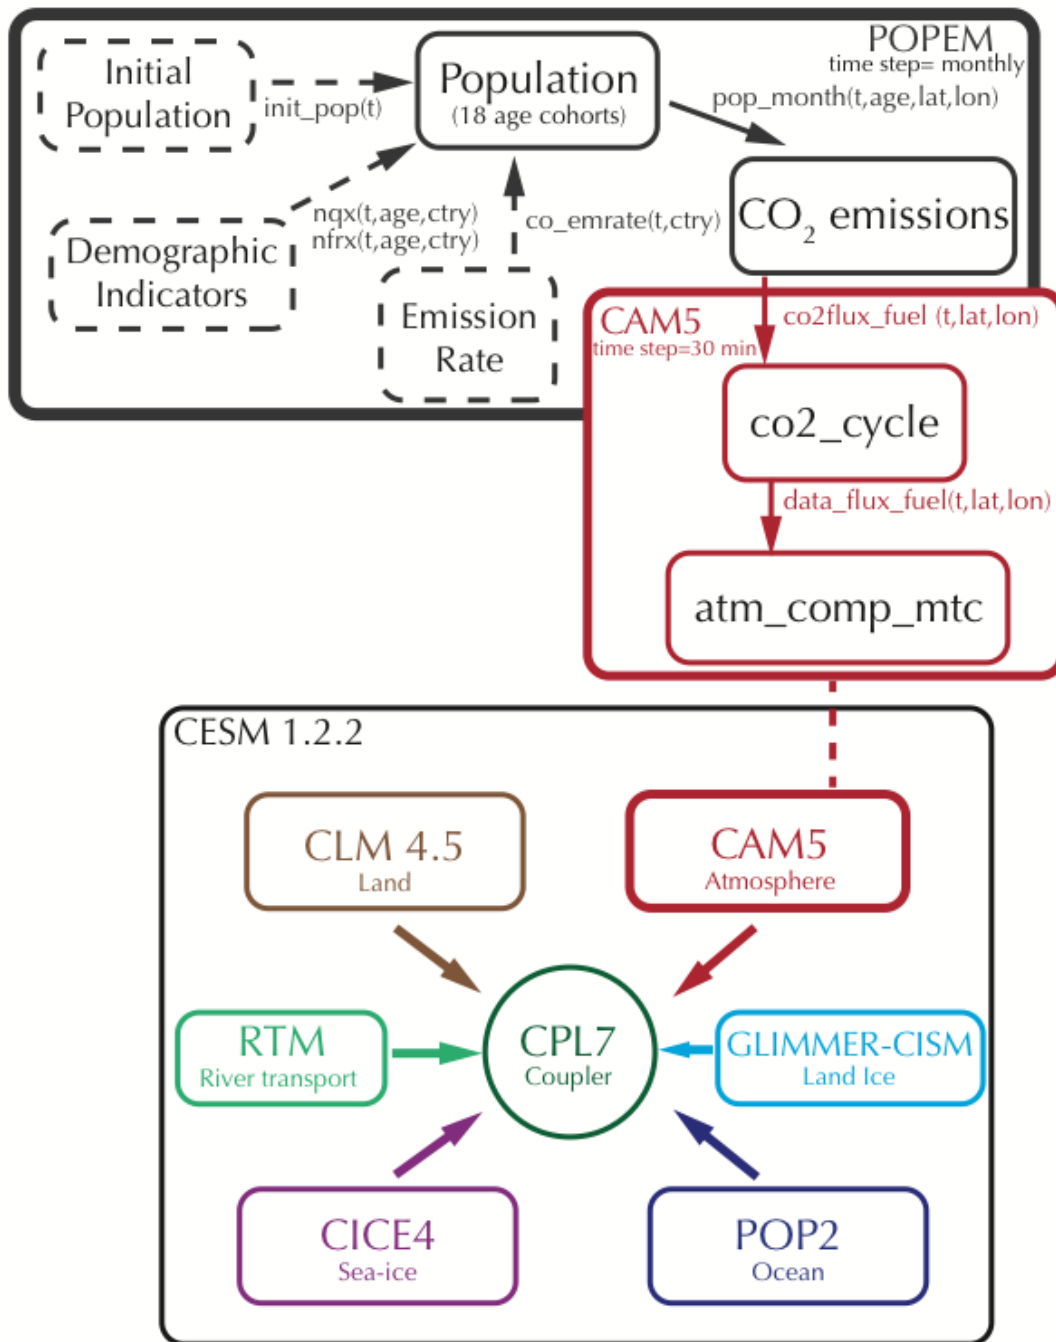 POPEM
time step= monthly
Initial
Population
init_pop(t)
Population
(18 age cohorts)
pop_month(t,age,lat,lon)
Demographic
Indicators
nqx(t,age,ctry)
nfrx(t,age,ctry)
co_emrate(t,ctry)
Emission
Rate
CO₂ emissions
CAM5
time step=30 min
co2flux_fuel (t,lat,lon)
co2_cycle
data_flux_fuel(t,lat,lon)
atm_comp_mtc
CESM 1.2.2
CLM 4.5
Land
CAM5
Atmosphere
RTM
River transport
CPL7
Coupler
GLIMMER-CISM
Land Ice
CICE4
Sea-ice
POP2
Ocean